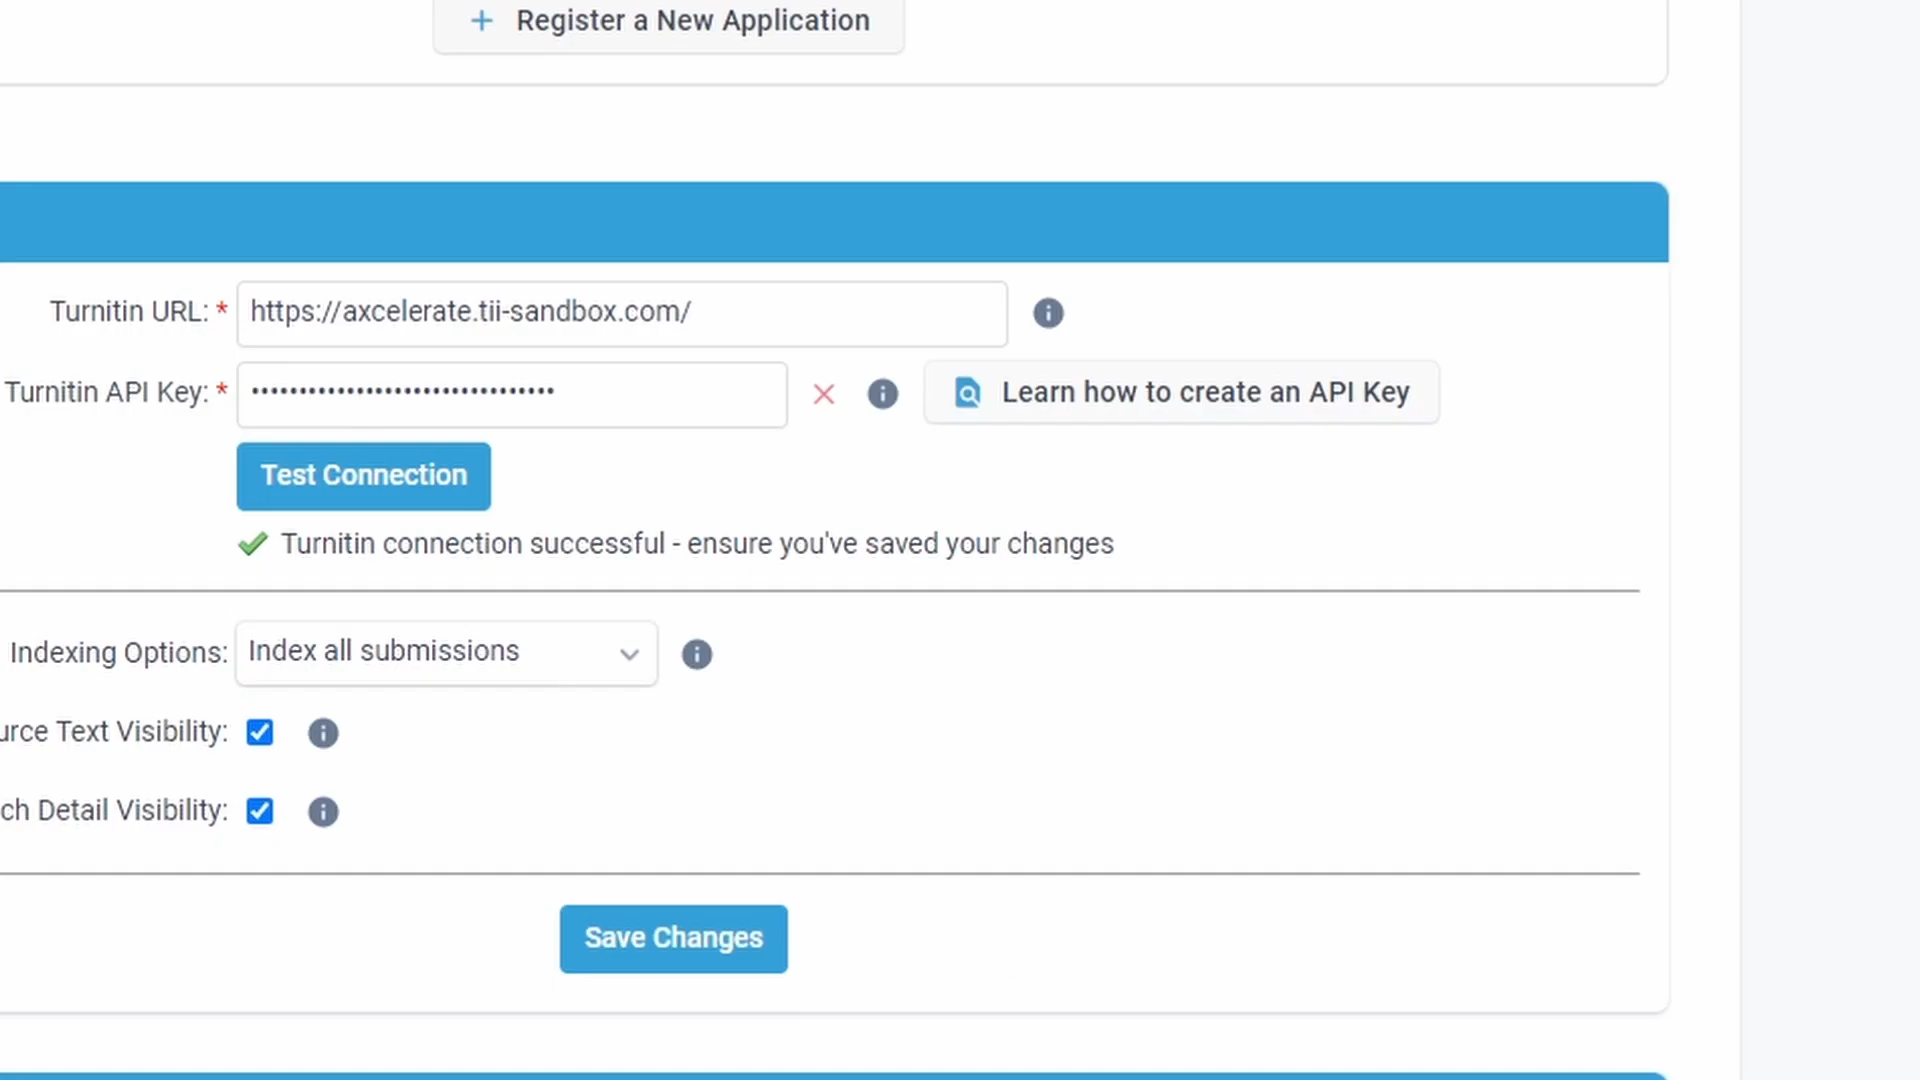 + Register a New Application
Turnitin URL: * https://axcelerate.tii-sandbox.com/
Turnitin API Key: * •••••••••••••••••••••••••••••••• Learn how to create an API Key
Test Connection
Turnitin connection successful - ensure you've saved your changes
Indexing Options: Index all submissions
urce Text Visibility:
ch Detail Visibility:
Save Changes